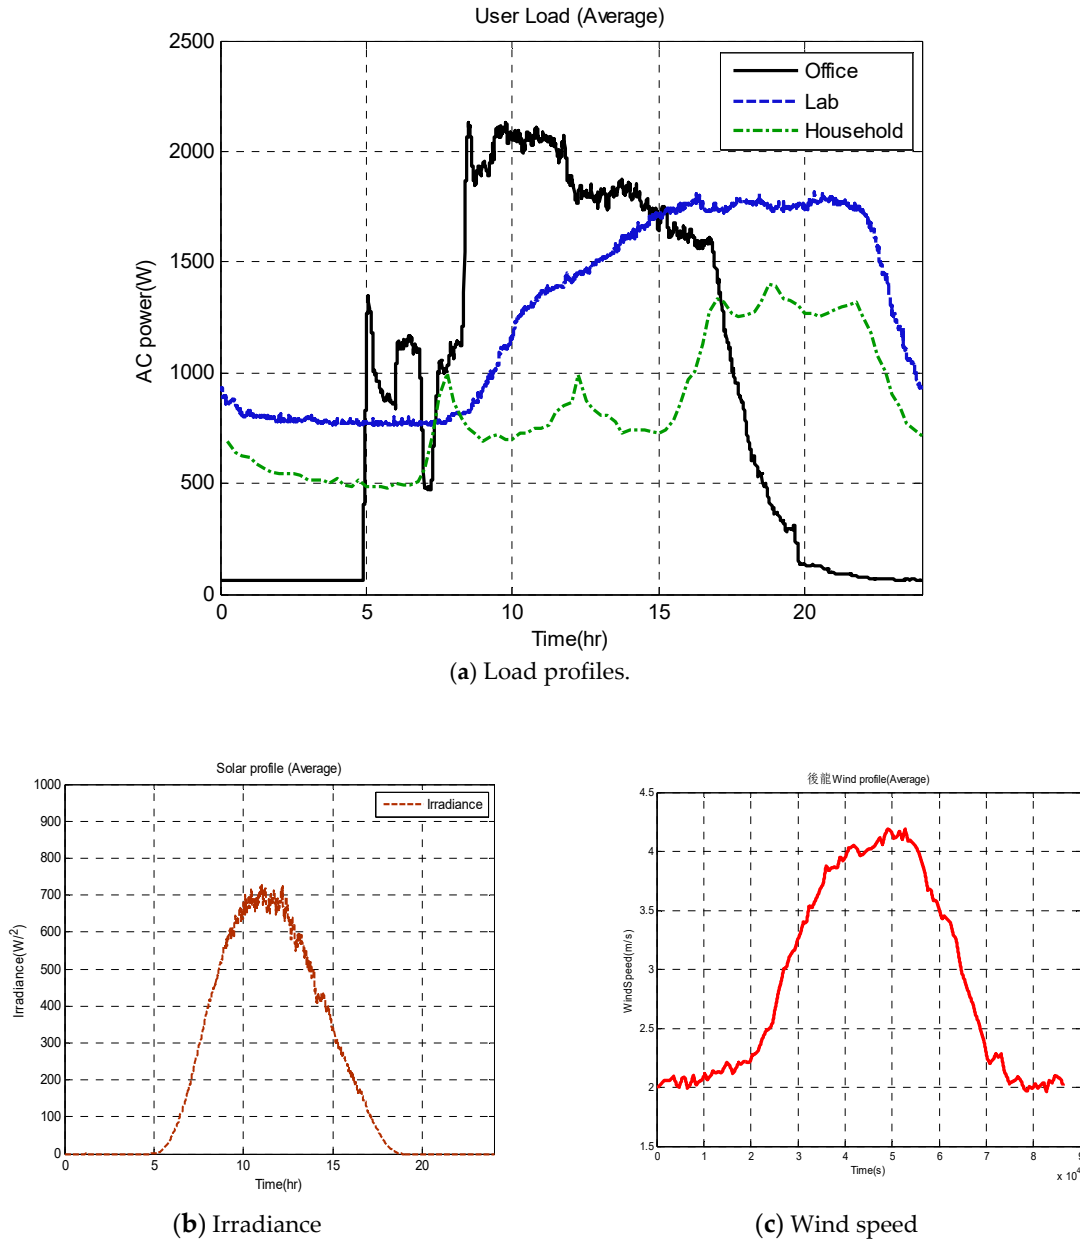 User Load (Average)
2500
2000
1500
1000
500
0
AC power(W)
Office
Lab
Household
0 5 10 15 20
Time(hr)
(a) Load profiles.
Solar profile (Average)
1000
900
800
700
600
500
400
300
200
100
0
Irradiance(W/²)
Irradiance
0 5 10 15 20
Time(hr)
(b) Irradiance
後龍Wind profile(Average)
4.5
4
3.5
3
2.5
2
1.5
WindSpeed(m/s)
0 1 2 3 4 5 6 7 8 9
Time(s)
x 10⁴
(c) Wind speed